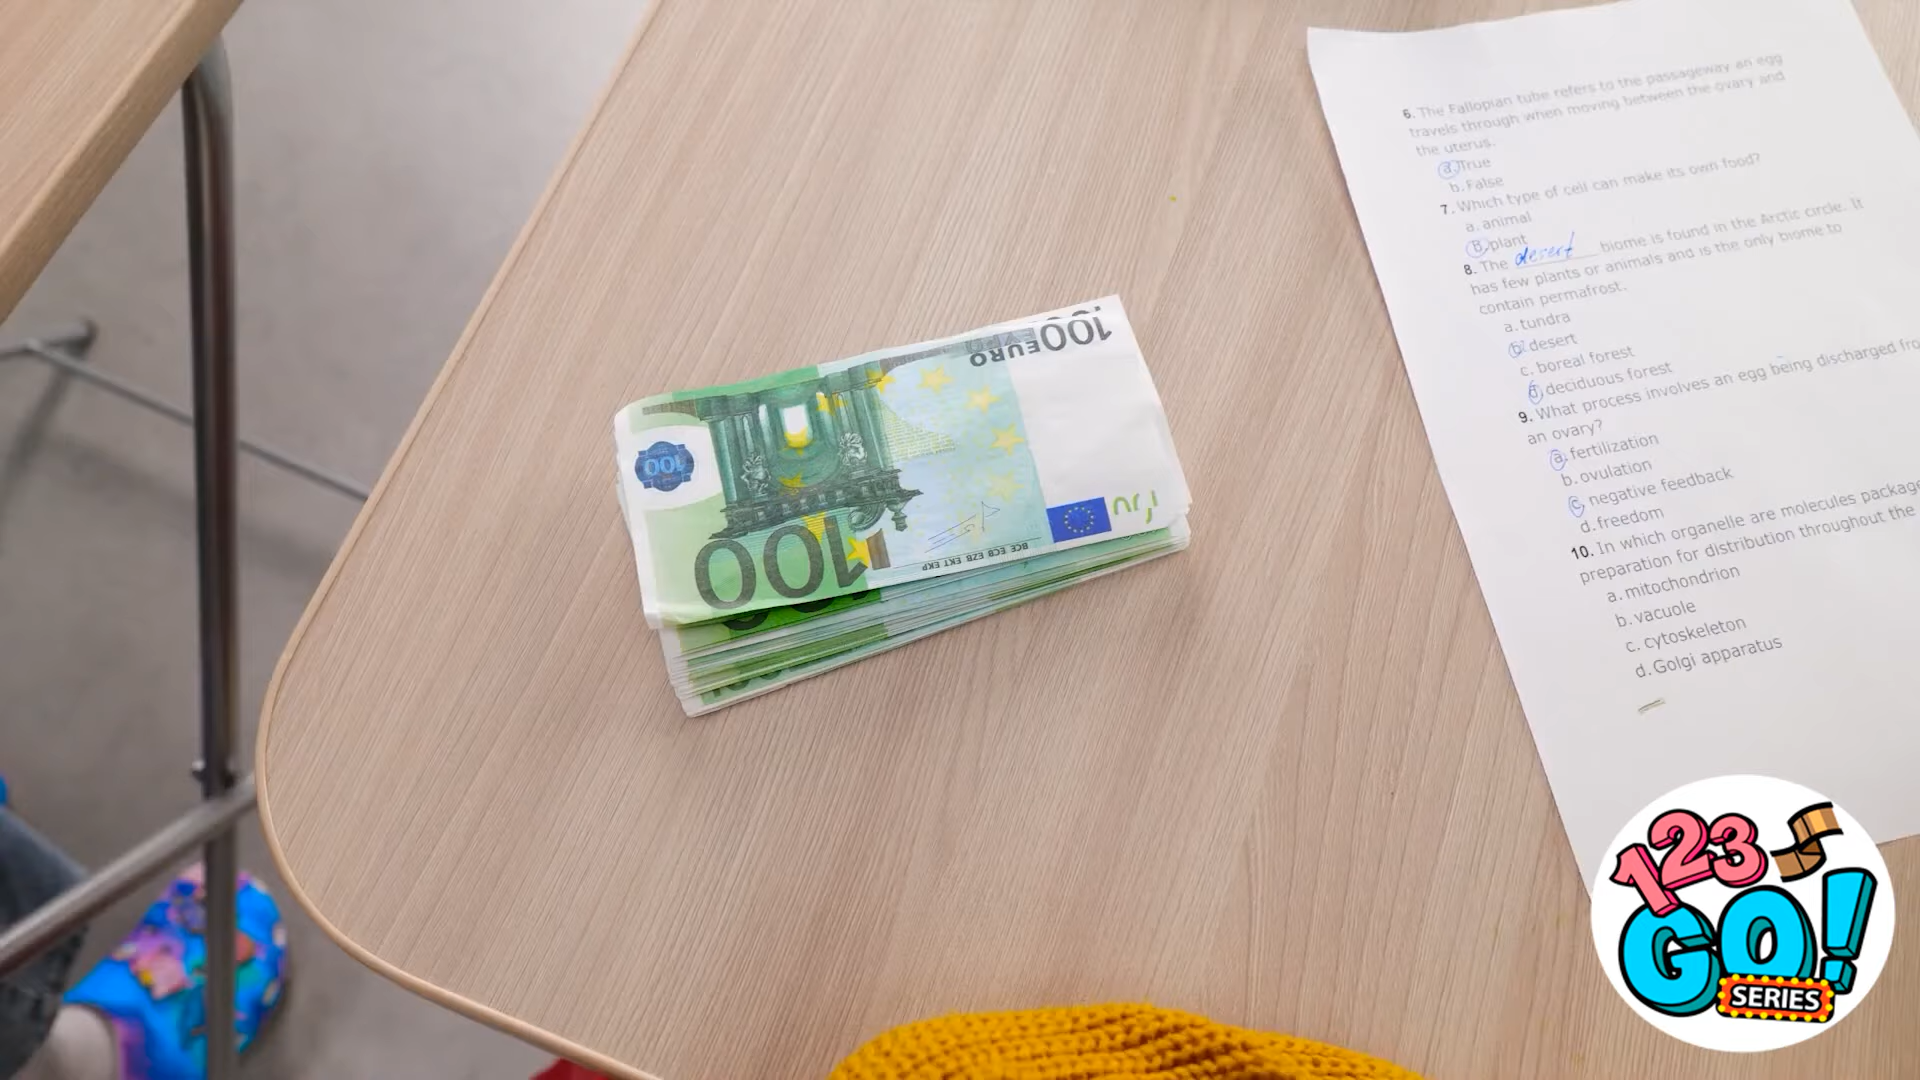 100 EURO
100
BCE ECB EZB EKT EKP
100
6. The Fallopian tube refers to the passageway an egg
travels through when moving between the ovary and
the uterus.
a. True
b. False
7. Which type of cell can make its own food?
a. animal
B. plant
8. The desert biome is found in the Arctic circle. It
has few plants or animals and is the only biome to
contain permafrost.
a. tundra
b. desert
c. boreal forest
d. deciduous forest
9. What process involves an egg being discharged
an ovary?
a. fertilization
b. ovulation
c. negative feedback
d. freedom
10. In which organelle are molecules
preparation for distribution throughout the
a. mitochondrion
b. vacuole
c. cytoskeleton
d. Golgi apparatus
123
GO!
SERIES